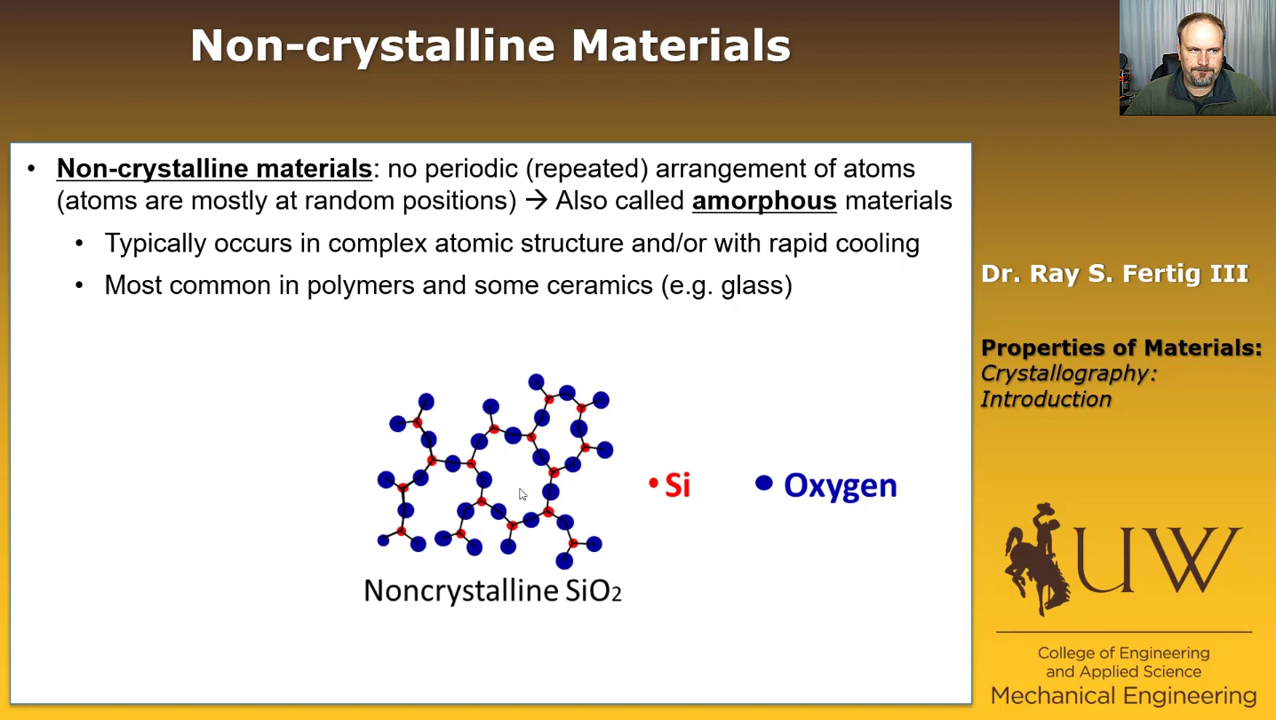 Non-crystalline Materials
• Non-crystalline materials: no periodic (repeated) arrangement of atoms
(atoms are mostly at random positions) → Also called amorphous materials
• Typically occurs in complex atomic structure and/or with rapid cooling
• Most common in polymers and some ceramics (e.g. glass)
Si
Oxygen
Noncrystalline SiO₂
Dr. Ray S. Fertig III
Properties of Materials:
Crystallography:
Introduction
UW
College of Engineering
and Applied Science
Mechanical Engineering